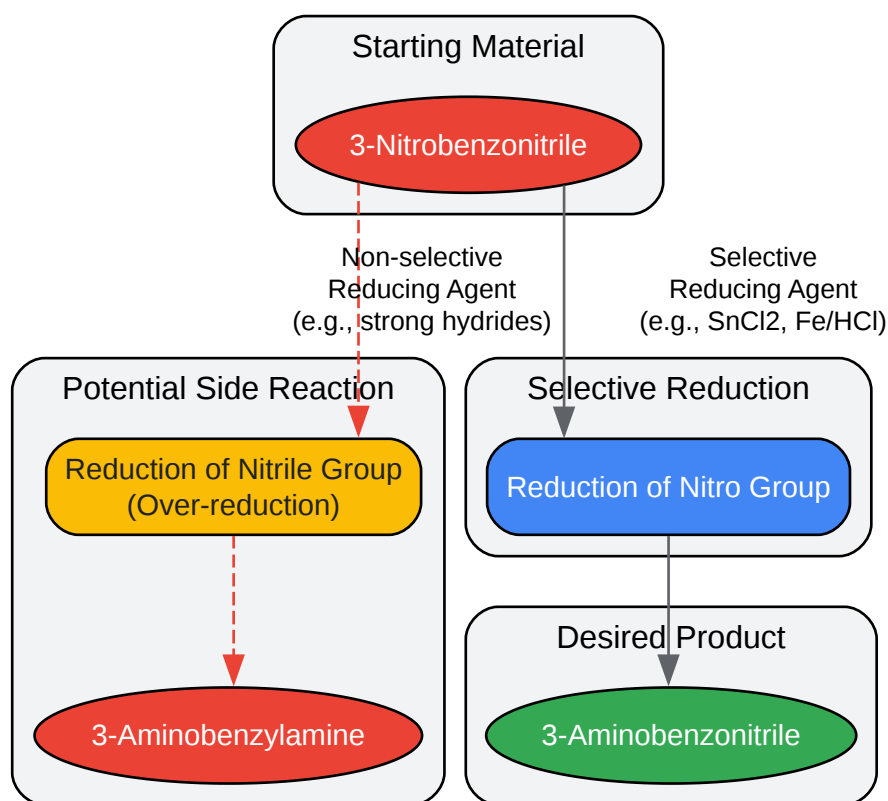 Starting Material
3-Nitrobenzonitrile
Non-selective
Reducing Agent
(e.g., strong hydrides)
Selective
Reducing Agent
(e.g., SnCl2, Fe/HCl)
Potential Side Reaction
Reduction of Nitrile Group
(Over-reduction)
3-Aminobenzylamine
Selective Reduction
Reduction of Nitro Group
Desired Product
3-Aminobenzonitrile